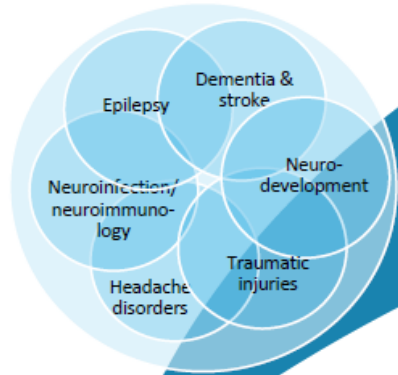 Epilepsy
Dementia &
stroke
Neuro-
development
Neuroinfection/
neuroimmuno-
logy
Traumatic
injuries
Headache
disorders